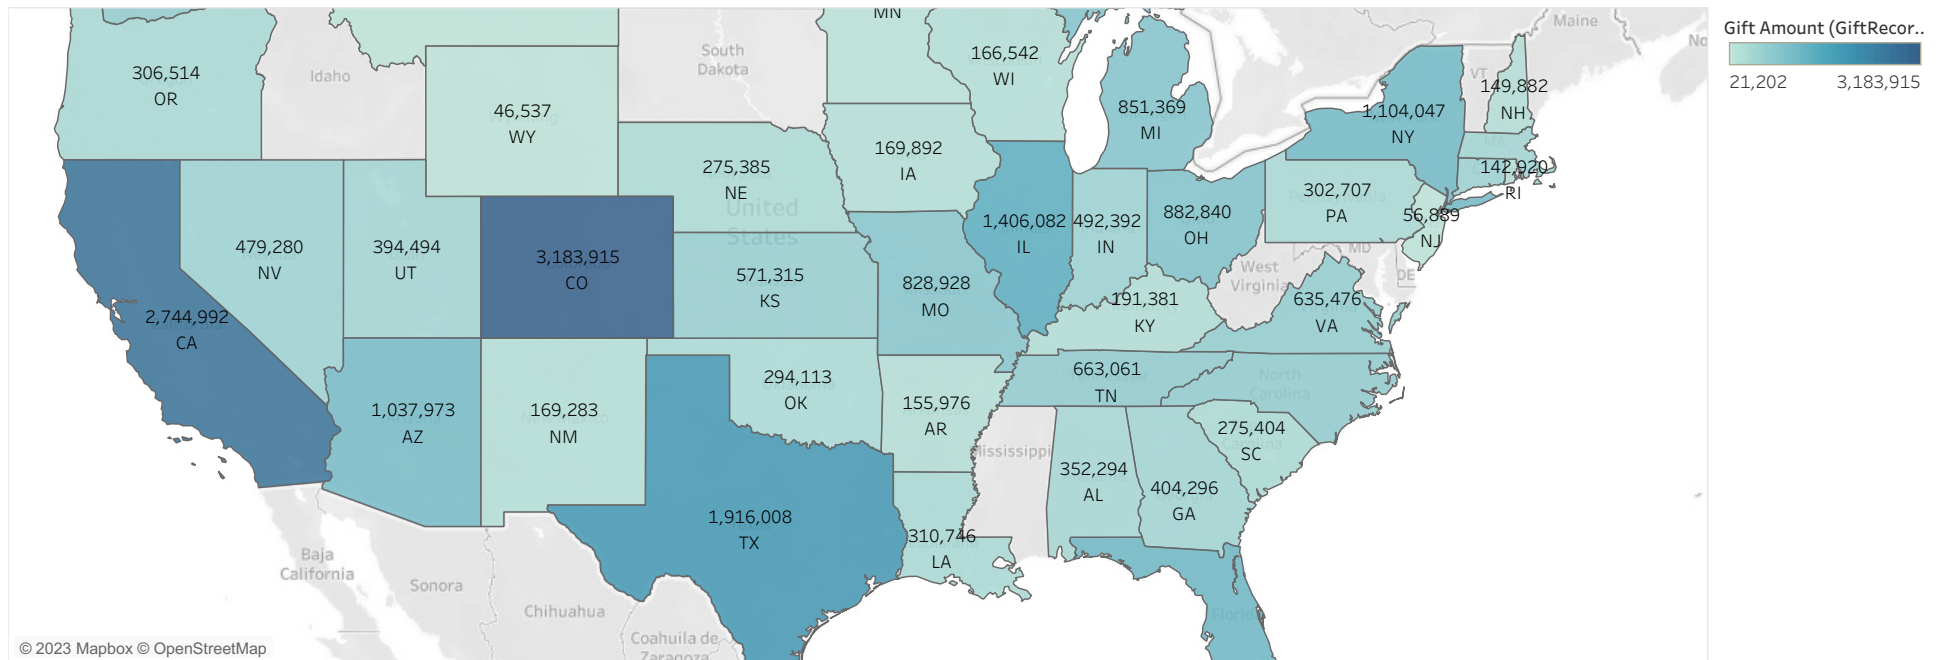 MN
Maine
No
Gift Amount (GiftRecor..
21,202
3,183,915
306,514
OR
Idaho
South
Dakota
166,542
WI
VT
149,882
NH
46,537
WY
851,369
MI
1,104,047
NY
MA
275,385
NE
169,892
IA
302,707
PA
142,920
RI
United
States
479,280
NV
394,494
UT
3,183,915
CO
571,315
KS
828,928
MO
1,406,082
IL
492,392
IN
882,840
OH
56,889
NJ
MD
DE
West
Virginia
2,744,992
CA
191,381
KY
635,476
VA
1,037,973
AZ
169,283
NM
294,113
OK
155,976
AR
663,061
TN
North
Carolina
Mississippi
352,294
AL
404,296
GA
275,404
SC
Carolina
1,916,008
TX
310,746
LA
Florida
Baja
California
Sonora
Chihuahua
Coahuila de
Zaragoza
© 2023 Mapbox © OpenStreetMap